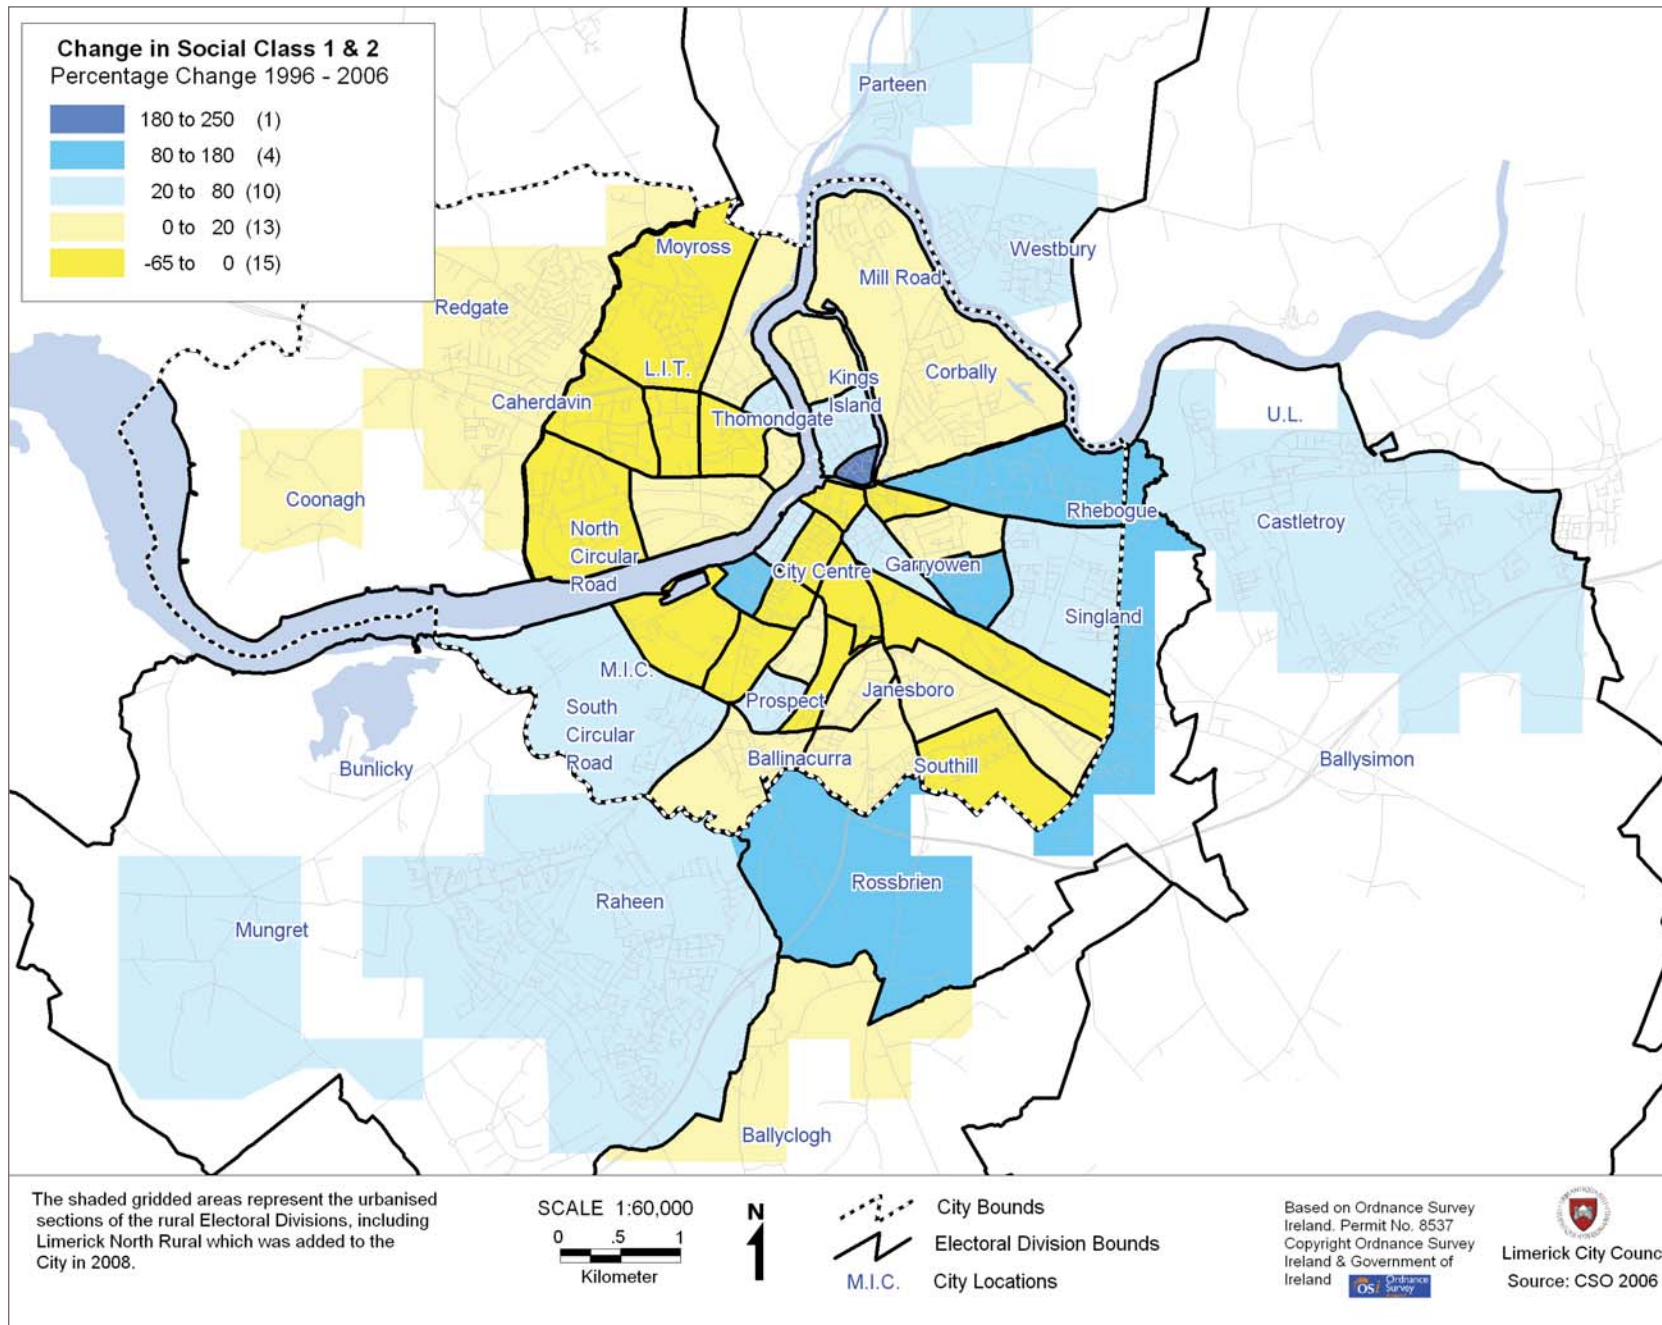 Change in Social Class 1 & 2
Percentage Change 1996 - 2006
180 to 250 (1)
80 to 180 (4)
20 to 80 (10)
0 to 20 (13)
-65 to 0 (15)
Parteen
Moyross
Westbury
Mill Road
Redgate
L.I.T.
Kings
Island
Corbally
Caherdavin
Thomondgate
U.L.
Coonagh
Rhebogue
Castletroy
North
Circular
Road
City Centre
Garryowen
Singland
M.I.C.
Prospect
Janesboro
South
Circular
Road
Bunlicky
Ballinacurra
Southill
Ballysimon
Rossbrien
Raheen
Mungret
Ballyclogh
The shaded gridded areas represent the urbanised
sections of the rural Electoral Divisions, including
Limerick North Rural which was added to the
City in 2008.
SCALE 1:60,000
0 .5 1
Kilometer
N
City Bounds
Electoral Division Bounds
M.I.C. City Locations
Based on Ordnance Survey
Ireland. Permit No. 8537
Copyright Ordnance Survey
Ireland & Government of
Ireland
OSi Ordnance
Survey
Limerick City Counc
Source: CSO 2006